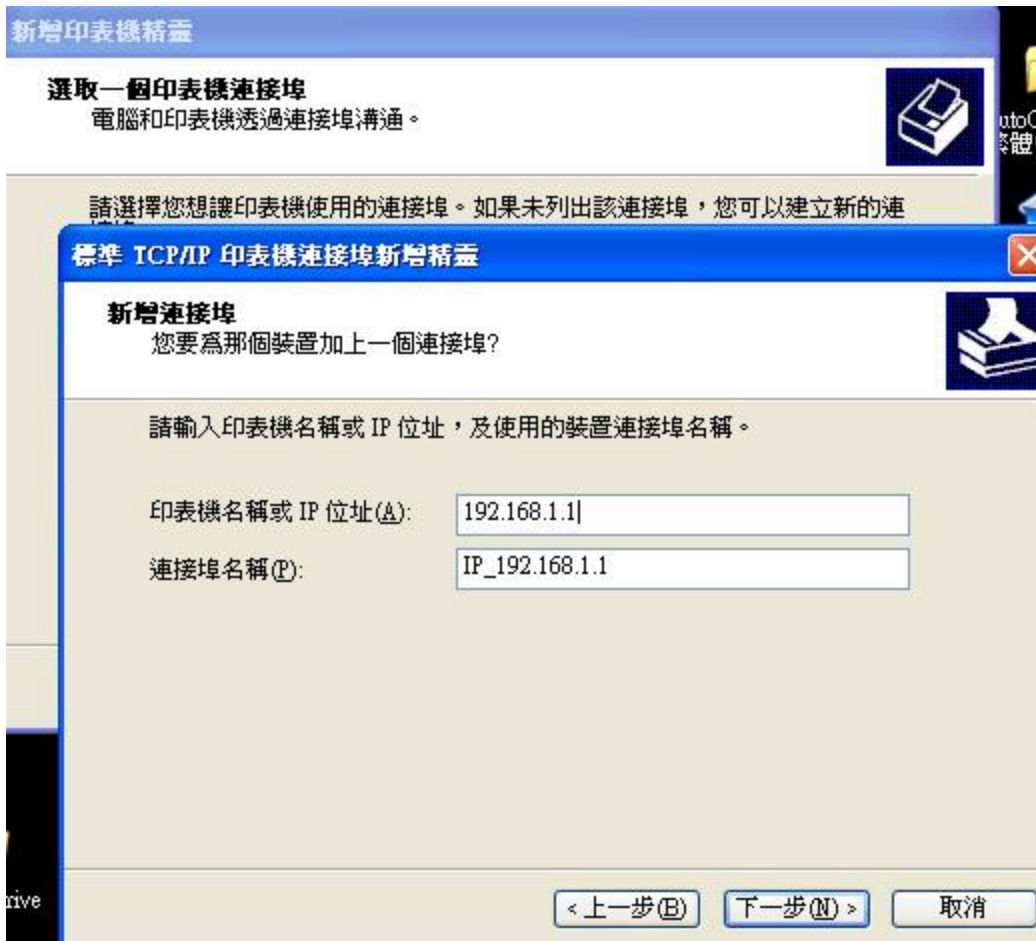 新增印表機精靈
選取一個印表機連接埠
電腦和印表機透過連接埠溝通。
utoC
繁體
請選擇您想讓印表機使用的連接埠。如果未列出該連接埠,您可以建立新的連
標準 TCP/IP 印表機連接埠新增精靈
新增連接埠
您要為那個裝置加上一個連接埠?
請輸入印表機名稱或 IP 位址,及使用的裝置連接埠名稱。
印表機名稱或 IP 位址(A): 192.168.1.1
連接埠名稱(P): IP_192.168.1.1
rive
<上一步(B) 下一步(N) > 取消